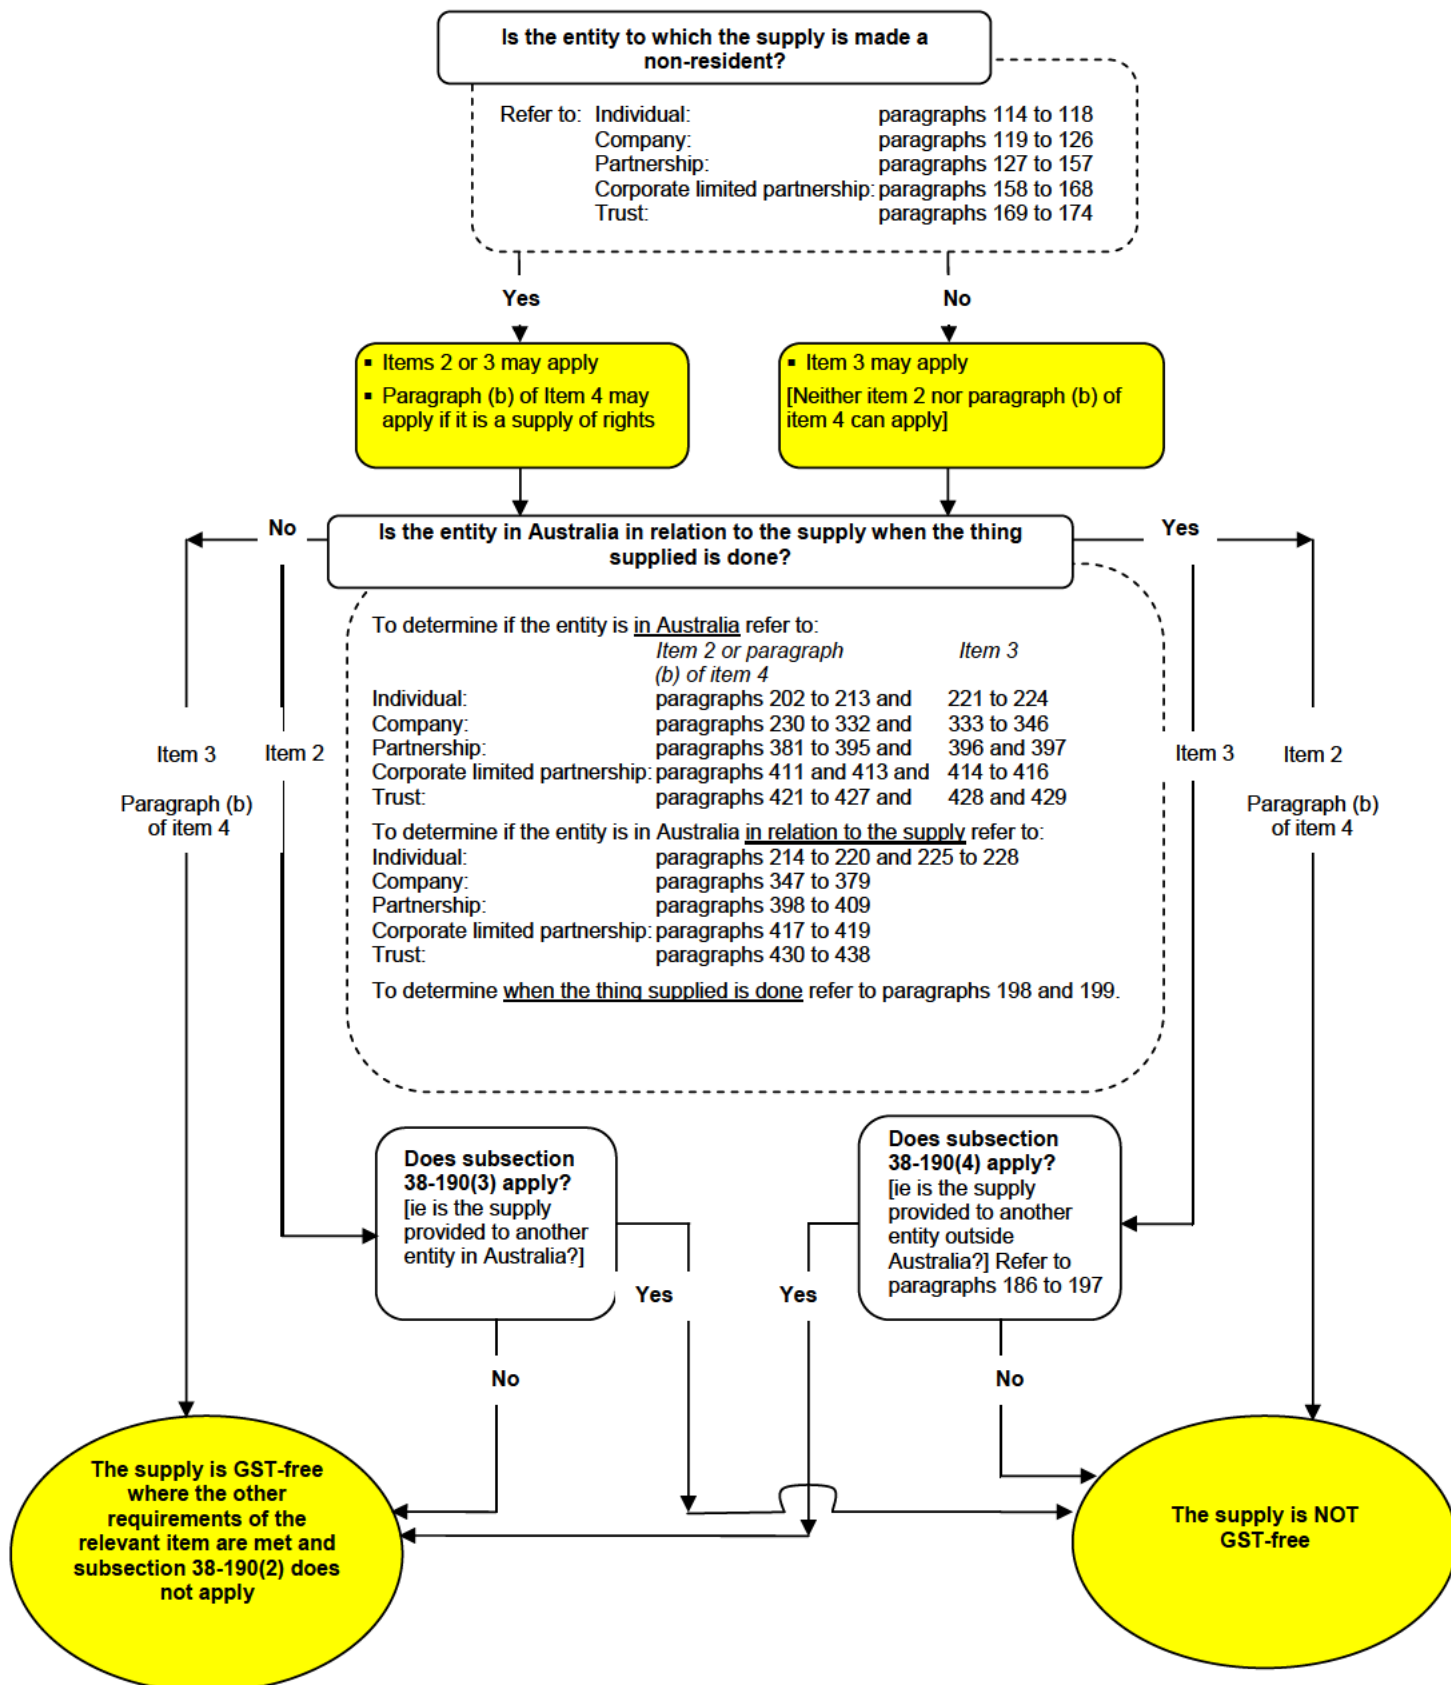 Is the entity to which the supply is made a
non-resident?
Refer to: Individual: paragraphs 114 to 118
Company: paragraphs 119 to 126
Partnership: paragraphs 127 to 157
Corporate limited partnership: paragraphs 158 to 168
Trust: paragraphs 169 to 174
Yes
No
▪ Items 2 or 3 may apply
▪ Paragraph (b) of Item 4 may
apply if it is a supply of rights
▪ Item 3 may apply
[Neither item 2 nor paragraph (b) of
item 4 can apply]
No
Is the entity in Australia in relation to the supply when the thing
supplied is done?
Yes
To determine if the entity is in Australia refer to:
Item 2 or paragraph Item 3
(b) of item 4
Individual: paragraphs 202 to 213 and 221 to 224
Company: paragraphs 230 to 332 and 333 to 346
Partnership: paragraphs 381 to 395 and 396 and 397
Corporate limited partnership: paragraphs 411 and 413 and 414 to 416
Trust: paragraphs 421 to 427 and 428 and 429
To determine if the entity is in Australia in relation to the supply refer to:
Individual: paragraphs 214 to 220 and 225 to 228
Company: paragraphs 347 to 379
Partnership: paragraphs 398 to 409
Corporate limited partnership: paragraphs 417 to 419
Trust: paragraphs 430 to 438
To determine when the thing supplied is done refer to paragraphs 198 and 199.
Item 3
Paragraph (b)
of item 4
Item 2
Item 3
Item 2
Paragraph (b)
of item 4
Does subsection
38-190(3) apply?
[ie is the supply
provided to another
entity in Australia?]
Does subsection
38-190(4) apply?
[ie is the supply
provided to another
entity outside
Australia?] Refer to
paragraphs 186 to 197
Yes
Yes
No
No
The supply is GST-free
where the other
requirements of the
relevant item are met and
subsection 38-190(2) does
not apply
The supply is NOT
GST-free